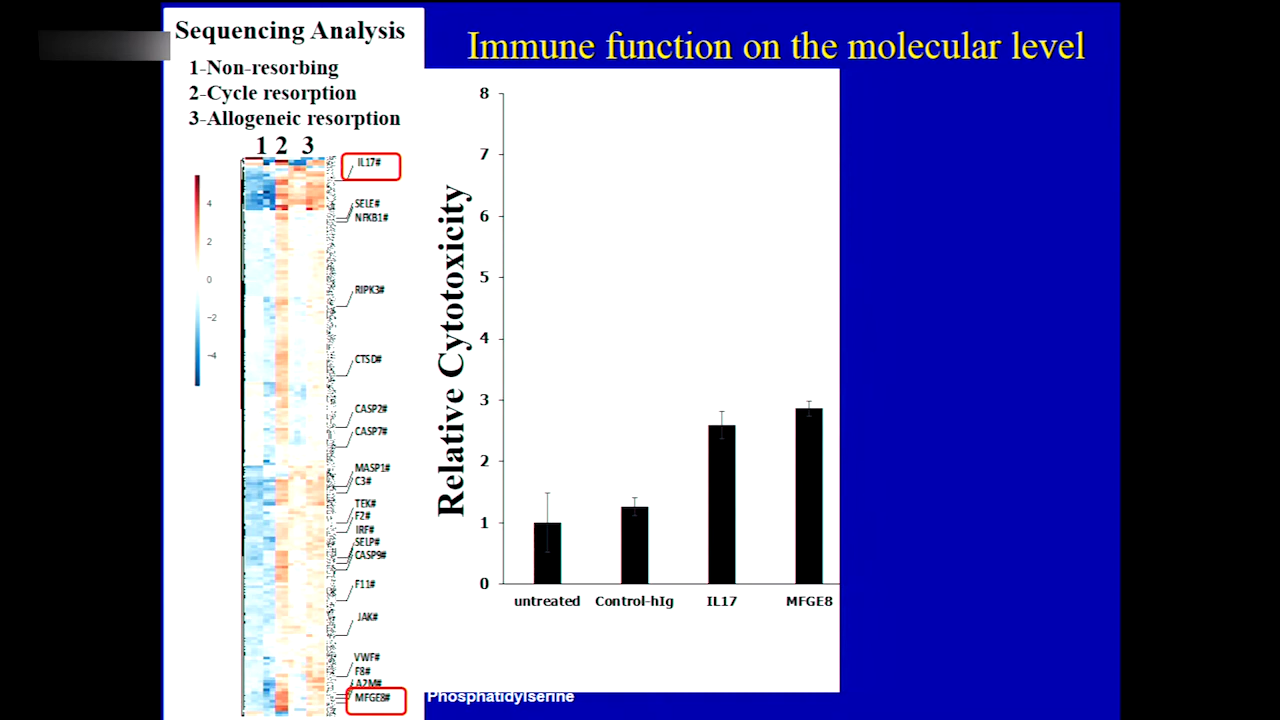 Sequencing Analysis
1-Non-resorbing
2-Cycle resorption
3-Allogeneic resorption
1 2 3
4
2
0
−2
−4
IL17#
SELE#
NFKB1#
RIPK3#
CTSD#
CASP2#
CASP7#
MASP1#
C3#
TEK#
F2#
IRF#
SELP#
CASP9#
F11#
JAK#
VWF#
F8#
A2M#
MFGE8#
Immune function on the molecular level
Relative Cytotoxicity
8
7
6
5
4
3
2
1
0
untreated Control-hIg IL17 MFGE8
Phosphatidylserine